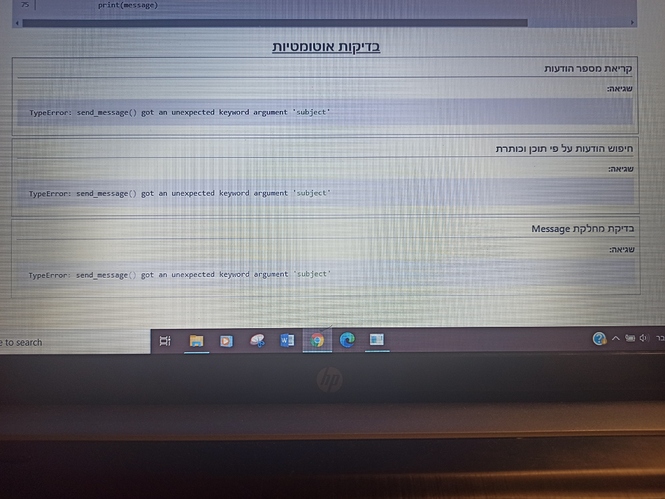 75 print(message)
בדיקות אוטומטיות
קריאת מספר הודעות
שגיאה:
TypeError: send_message() got an unexpected keyword argument 'subject'
חיפוש הודעות על פי תוכן וכותרת
שגיאה:
TypeError: send_message() got an unexpected keyword argument 'subject'
בדיקת מחלקת Message
שגיאה:
TypeError: send_message() got an unexpected keyword argument 'subject'
e to search
hp